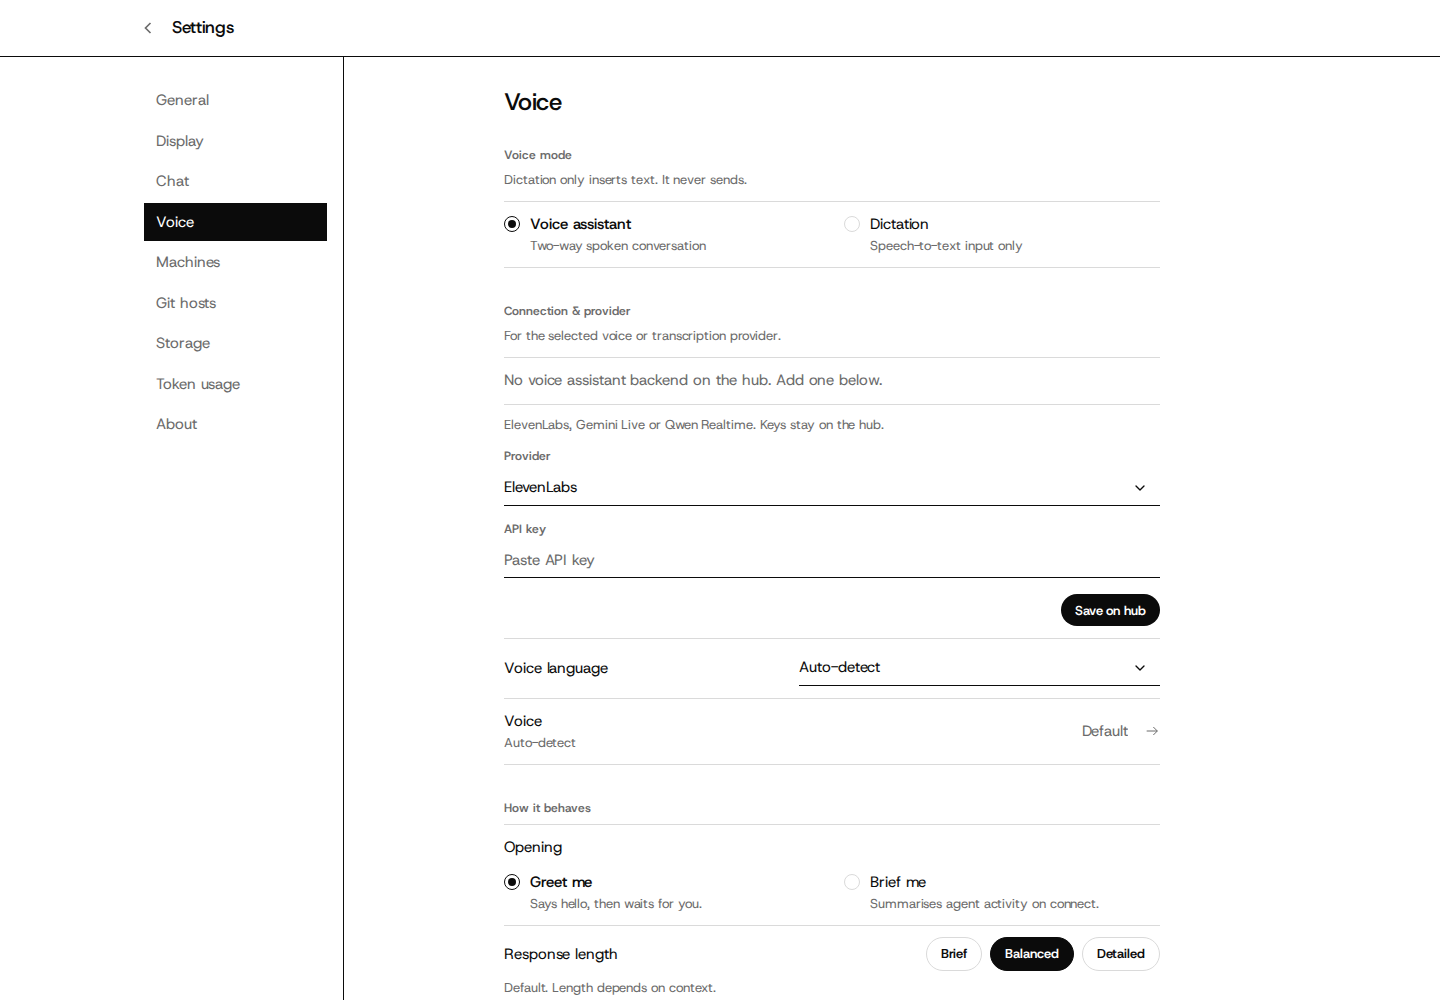 Settings
General
Display
Chat
Voice
Machines
Git hosts
Storage
Token usage
About
Voice
Voice mode
Dictation only inserts text. It never sends.
Voice assistant
Two-way spoken conversation
Dictation
Speech-to-text input only
Connection & provider
For the selected voice or transcription provider.
No voice assistant backend on the hub. Add one below.
ElevenLabs, Gemini Live or Qwen Realtime. Keys stay on the hub.
Provider
ElevenLabs
API key
Paste API key
Save on hub
Voice language
Auto-detect
Voice
Auto-detect
Default
How it behaves
Opening
Greet me
Says hello, then waits for you.
Brief me
Summarises agent activity on connect.
Response length
Brief
Balanced
Detailed
Default. Length depends on context.